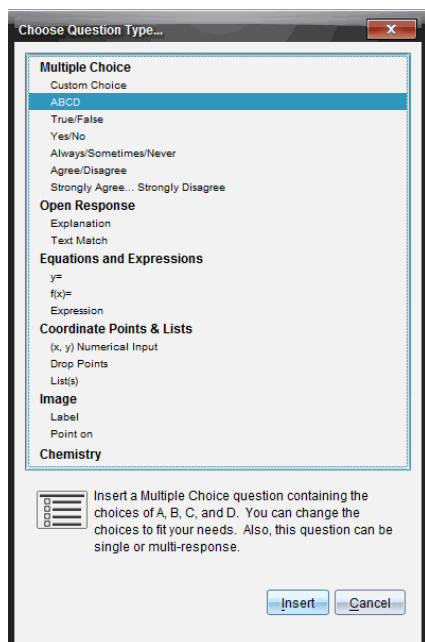 Choose Question Type...
Multiple Choice
Custom Choice
ABCD
True/False
Yes/No
Always/Sometimes/Never
Agree/Disagree
Strongly Agree... Strongly Disagree
Open Response
Explanation
Text Match
Equations and Expressions
y=
f(x)=
Expression
Coordinate Points & Lists
(x, y) Numerical Input
Drop Points
List(s)
Image
Label
Point on
Chemistry
Insert a Multiple Choice question containing the
choices of A, B, C, and D. You can change the
choices to fit your needs. Also, this question can be
single or multi-response.
Insert Cancel